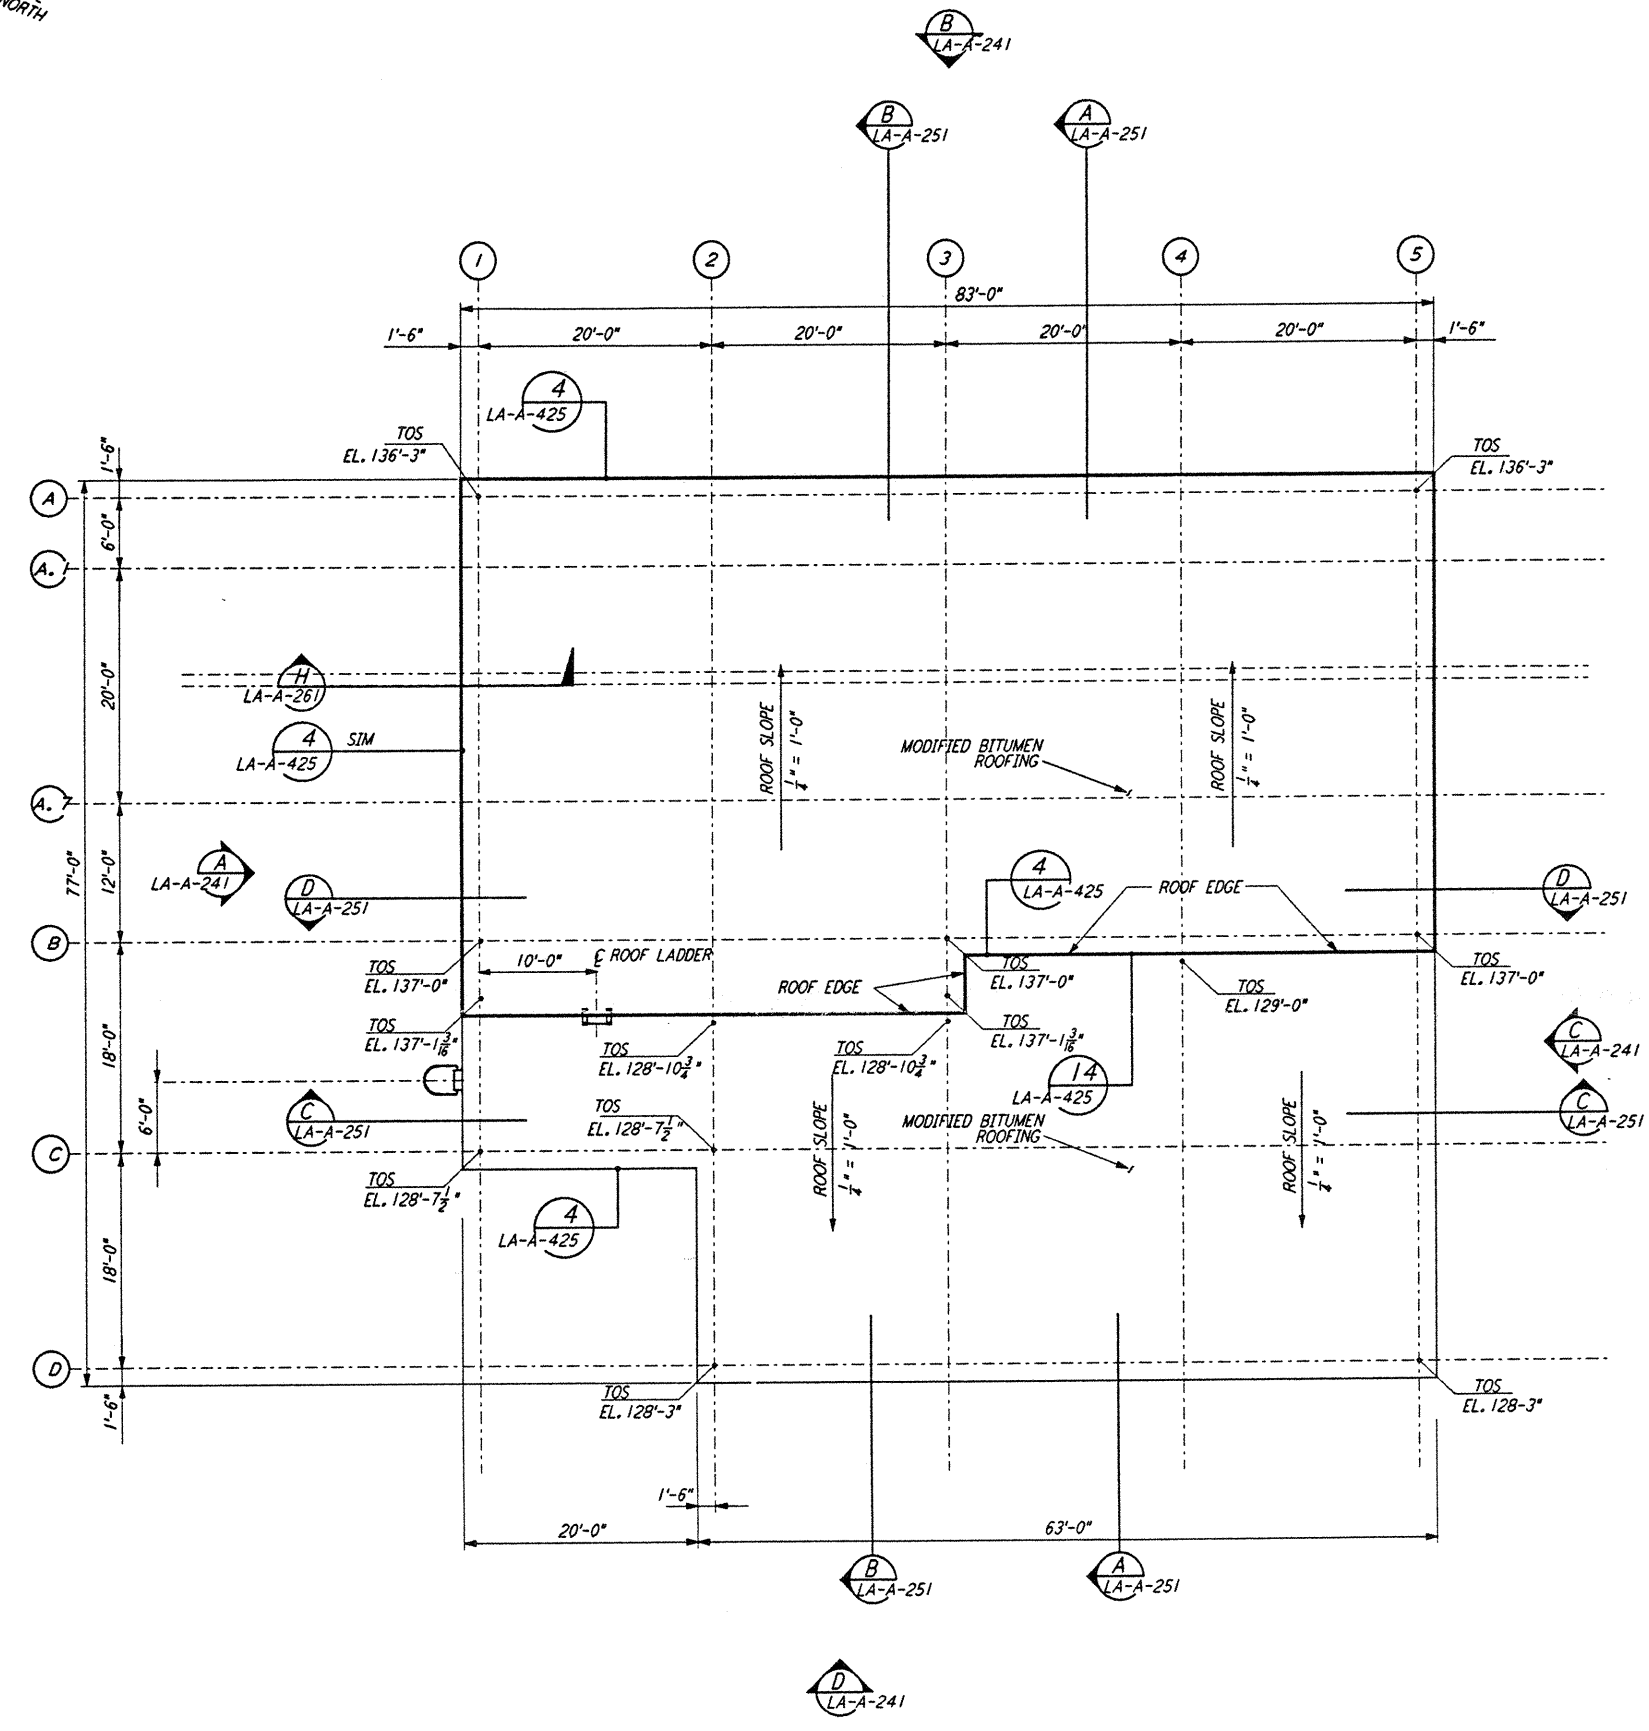 NORTH
B
LA-A-241
B
LA-A-251
A
LA-A-251
1
2
3
4
5
83'-0"
1'-6"
20'-0"
20'-0"
20'-0"
20'-0"
1'-6"
4
LA-A-425
TOS
EL. 136'-3"
TOS
EL. 136'-3"
1'-6"
A
6'-0"
A.1
20'-0"
H
LA-A-261
4
SIM
LA-A-425
ROOF SLOPE
1/4" = 1'-0"
MODIFIED BITUMEN
ROOFING
ROOF SLOPE
1/4" = 1'-0"
A.7
77'-0"
12'-0"
A
LA-A-241
D
LA-A-251
4
LA-A-425
ROOF EDGE
D
LA-A-251
B
TOS
EL. 137'-0"
10'-0"
℄ ROOF LADDER
ROOF EDGE
TOS
EL. 137'-0"
TOS
EL. 129'-0"
TOS
EL. 137'-0"
18'-0"
TOS
EL. 137'-1 3/16"
TOS
EL. 128'-10 3/4"
TOS
EL. 128'-10 3/4"
TOS
EL. 137'-1 3/16"
14
LA-A-425
C
LA-A-241
6'-0"
C
LA-A-251
TOS
EL. 128'-7 1/2"
ROOF SLOPE
1/4" = 1'-0"
MODIFIED BITUMEN
ROOFING
ROOF SLOPE
1/4" = 1'-0"
C
LA-A-251
C
TOS
EL. 128'-7 1/2"
4
LA-A-425
18'-0"
D
1'-6"
TOS
EL. 128'-3"
TOS
EL. 128-3"
1'-6"
20'-0"
63'-0"
B
LA-A-251
A
LA-A-251
D
LA-A-241